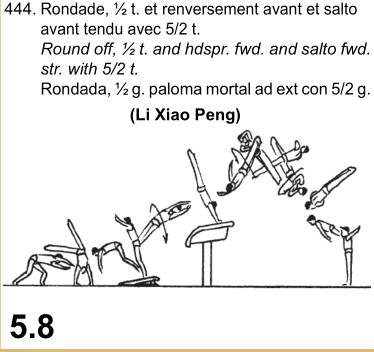 444. Rondade, ½ t. et renversement avant et salto
avant tendu avec 5/2 t.
Round off, ½ t. and hdspr. fwd. and salto fwd.
str. with 5/2 t.
Rondada, ½ g. paloma mortal ad ext con 5/2 g.
(Li Xiao Peng)
5.8